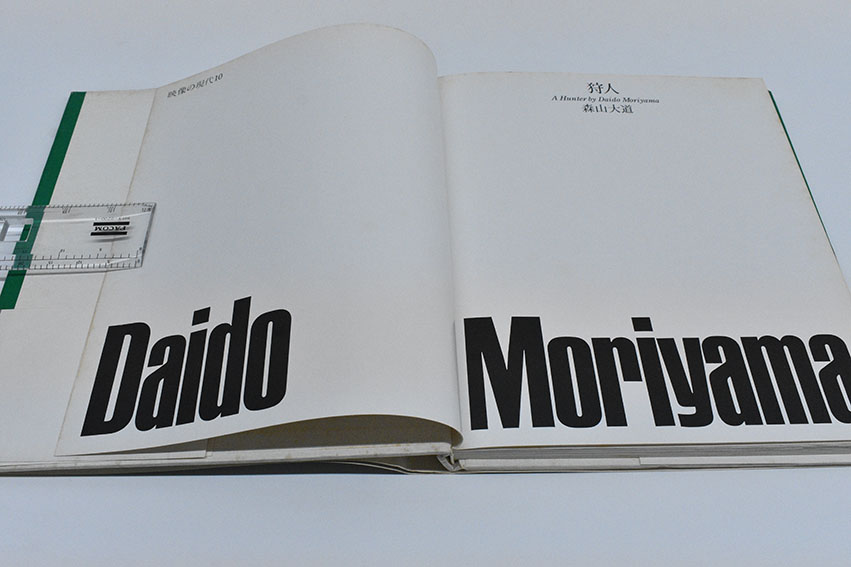 映像の現代10
狩人
A Hunter by Daido Moriyama
森山大道
Daido Moriyama